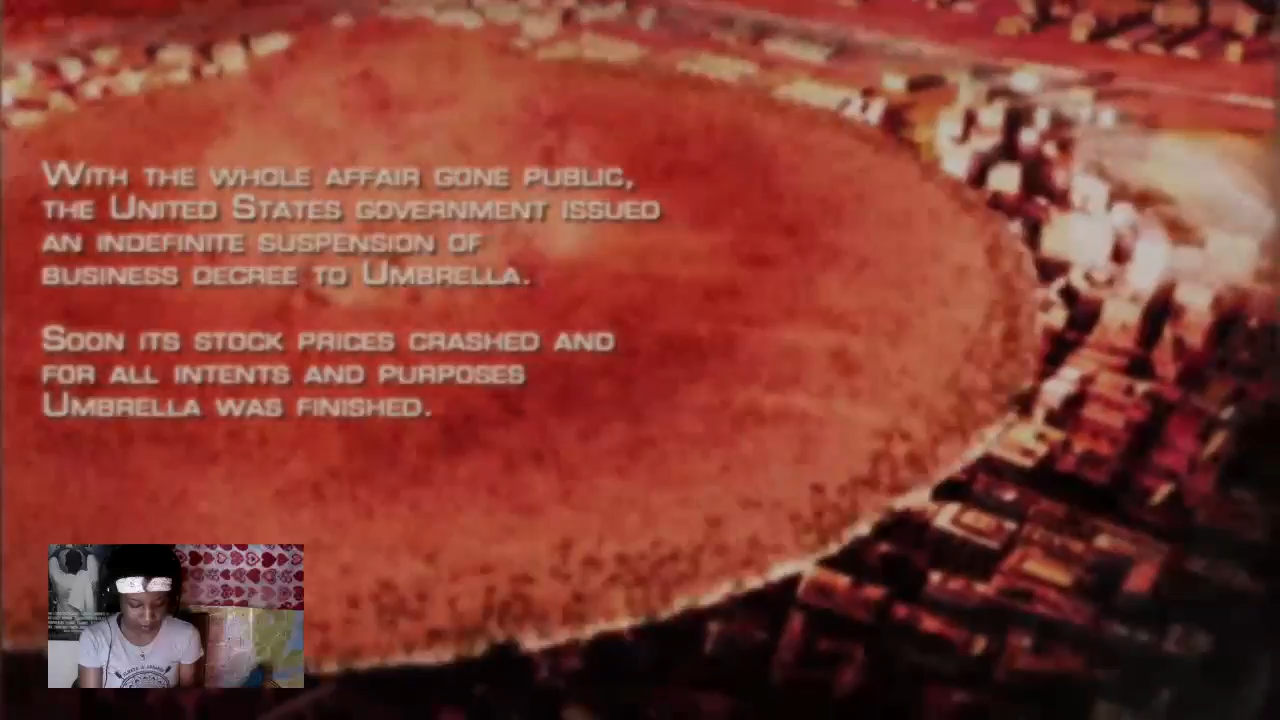 With the whole affair gone public,
the United States government issued
an indefinite suspension of
business decree to Umbrella.
Soon its stock prices crashed and
for all intents and purposes
Umbrella was finished.